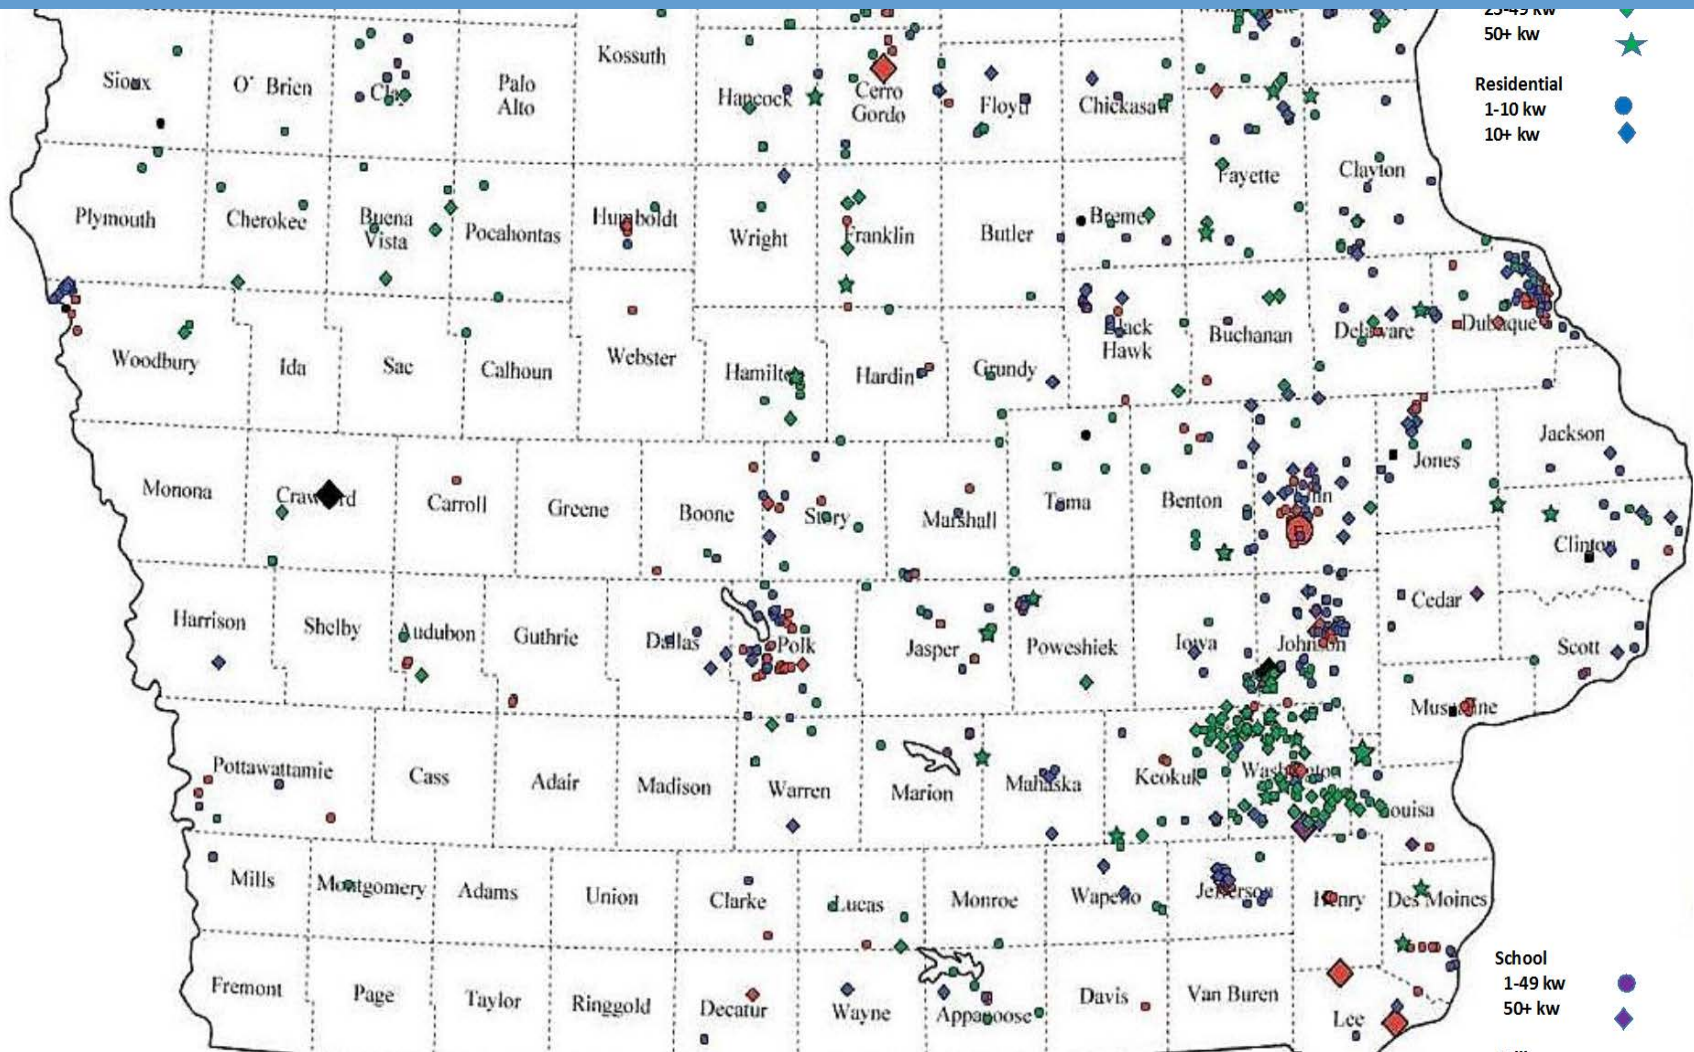 50+ kw
Residential
1-10 kw
10+ kw
Kossuth
Sioux
O' Brien
Clay
Palo
Alto
Hancock
Cerro
Gordo
Floyd
Chickasaw
Fayette
Clayton
Plymouth
Cherokee
Buena
Vista
Pocahontas
Humboldt
Wright
Franklin
Butler
Bremer
Woodbury
Ida
Sac
Calhoun
Webster
Hamilton
Hardin
Grundy
Black
Hawk
Buchanan
Delaware
Dubuque
Monona
Crawford
Carroll
Greene
Boone
Story
Marshall
Tama
Benton
Linn
Jones
Jackson
Clinton
Harrison
Shelby
Audubon
Guthrie
Dallas
Polk
Jasper
Poweshiek
Iowa
Johnson
Cedar
Scott
Muscatine
Pottawattamie
Cass
Adair
Madison
Warren
Marion
Mahaska
Keokuk
Washington
Louisa
Mills
Montgomery
Adams
Union
Clarke
Lucas
Monroe
Wapello
Jefferson
Henry
Des Moines
Fremont
Page
Taylor
Ringgold
Decatur
Wayne
Appanoose
Davis
Van Buren
Lee
School
1-49 kw
50+ kw